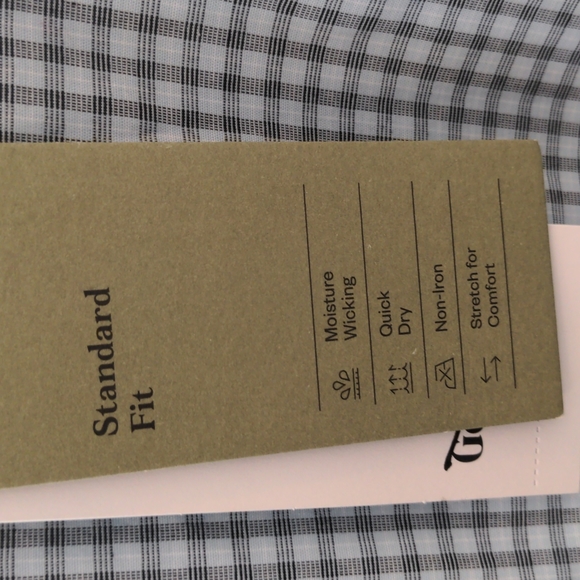 Standard
Fit
Moisture
Wicking
Quick
Dry
Non-Iron
Stretch for
Comfort